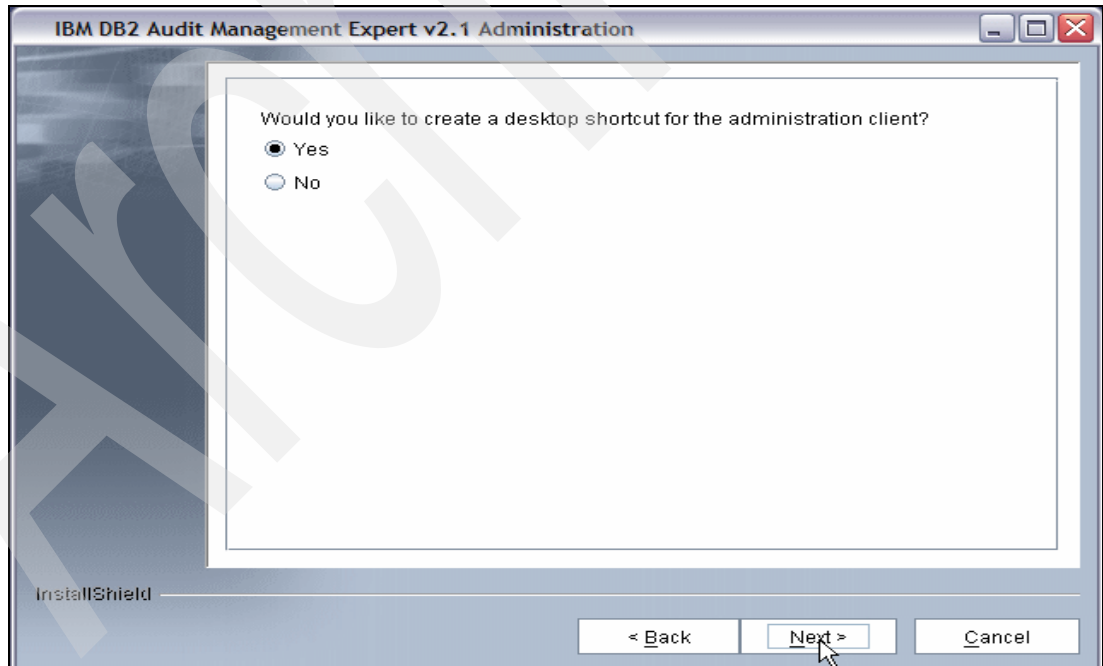 IBM DB2 Audit Management Expert v2.1 Administration
Would you like to create a desktop shortcut for the administration client?
Yes
No
InstallShield
< Back
Next >
Cancel